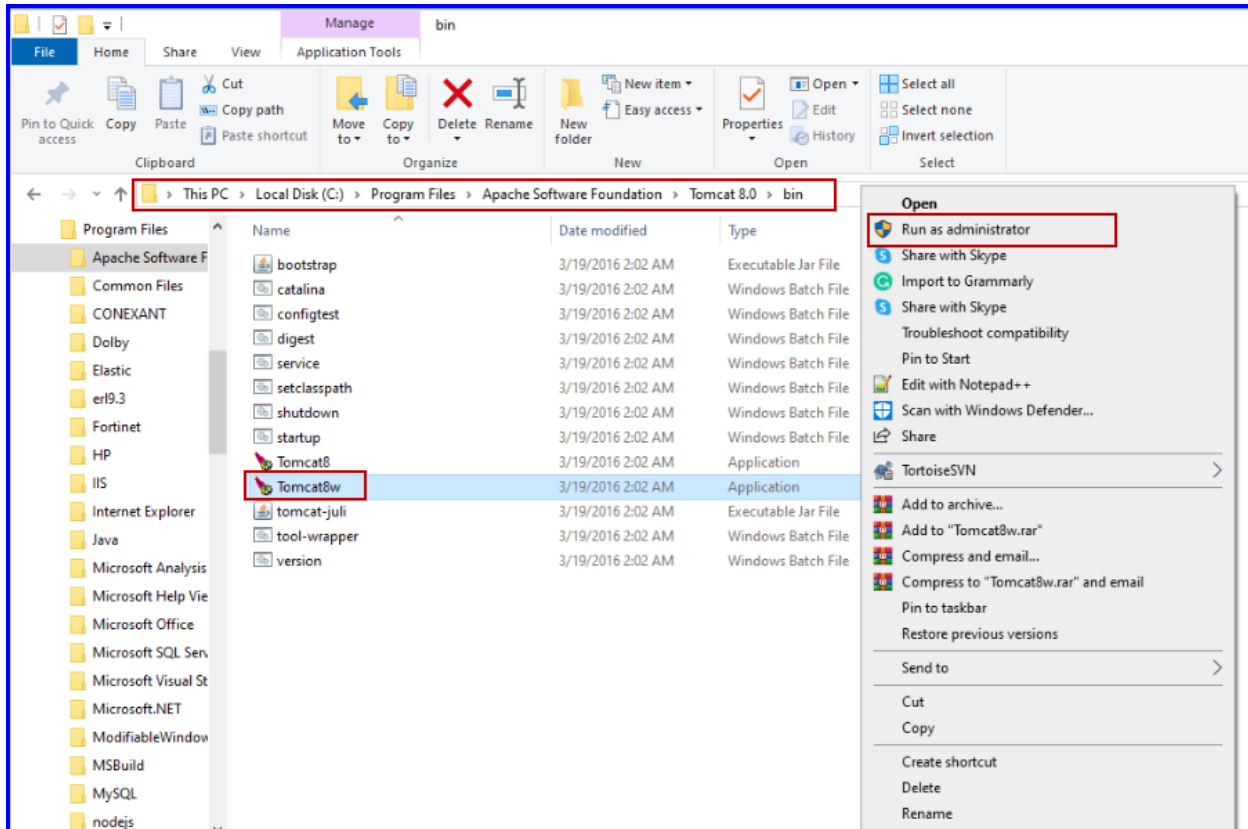 Manage bin
File Home Share View Application Tools
Pin to Quick access
Copy
Paste
Cut
Copy path
Paste shortcut
Clipboard
Move to
Copy to
Delete
Rename
Organize
New folder
New item
Easy access
New
Properties
Open
Edit
History
Open
Select all
Select none
Invert selection
Select
This PC > Local Disk (C:) > Program Files > Apache Software Foundation > Tomcat 8.0 > bin
Program Files
Apache Software F
Common Files
CONEXANT
Dolby
Elastic
erl9.3
Fortinet
HP
IIS
Internet Explorer
Java
Microsoft Analysis
Microsoft Help Vie
Microsoft Office
Microsoft SQL Serv
Microsoft Visual St
Microsoft.NET
ModifiableWindow
MSBuild
MySQL
nodejs
Name Date modified Type
bootstrap 3/19/2016 2:02 AM Executable Jar File
catalina 3/19/2016 2:02 AM Windows Batch File
configtest 3/19/2016 2:02 AM Windows Batch File
digest 3/19/2016 2:02 AM Windows Batch File
service 3/19/2016 2:02 AM Windows Batch File
setclasspath 3/19/2016 2:02 AM Windows Batch File
shutdown 3/19/2016 2:02 AM Windows Batch File
startup 3/19/2016 2:02 AM Windows Batch File
Tomcat8 3/19/2016 2:02 AM Application
Tomcat8w 3/19/2016 2:02 AM Application
tomcat-juli 3/19/2016 2:02 AM Executable Jar File
tool-wrapper 3/19/2016 2:02 AM Windows Batch File
version 3/19/2016 2:02 AM Windows Batch File
Open
Run as administrator
Share with Skype
Import to Grammarly
Share with Skype
Troubleshoot compatibility
Pin to Start
Edit with Notepad++
Scan with Windows Defender...
Share
TortoiseSVN
Add to archive...
Add to "Tomcat8w.rar"
Compress and email...
Compress to "Tomcat8w.rar" and email
Pin to taskbar
Restore previous versions
Send to
Cut
Copy
Create shortcut
Delete
Rename